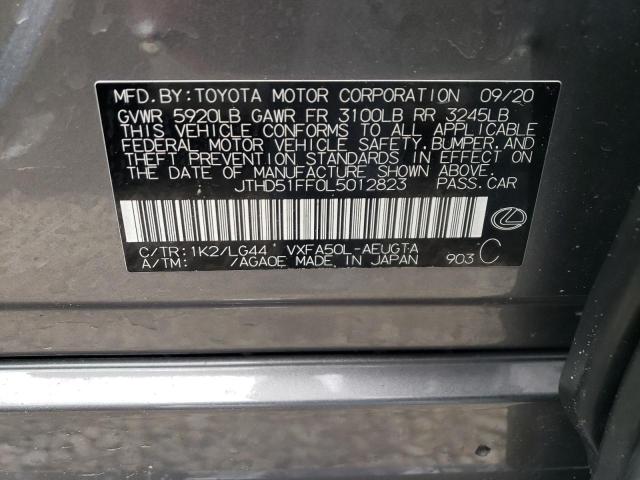 MFD.BY:TOYOTA MOTOR CORPORATION 09/20
GVWR 5920LB GAWR FR 3100LB RR 3245LB
THIS VEHICLE CONFORMS TO ALL APPLICABLE
FEDERAL MOTOR VEHICLE SAFETY,BUMPER,AND
THEFT PREVENTION STANDARDS IN EFFECT ON
THE DATE OF MANUFACTURE SHOWN ABOVE.
JTHD51FF0L5012823 PASS.CAR
C/TR:1K2/LG44 VXFA50L-AEUGTA
A/TM: /AGA0E MADE IN JAPAN 903 C